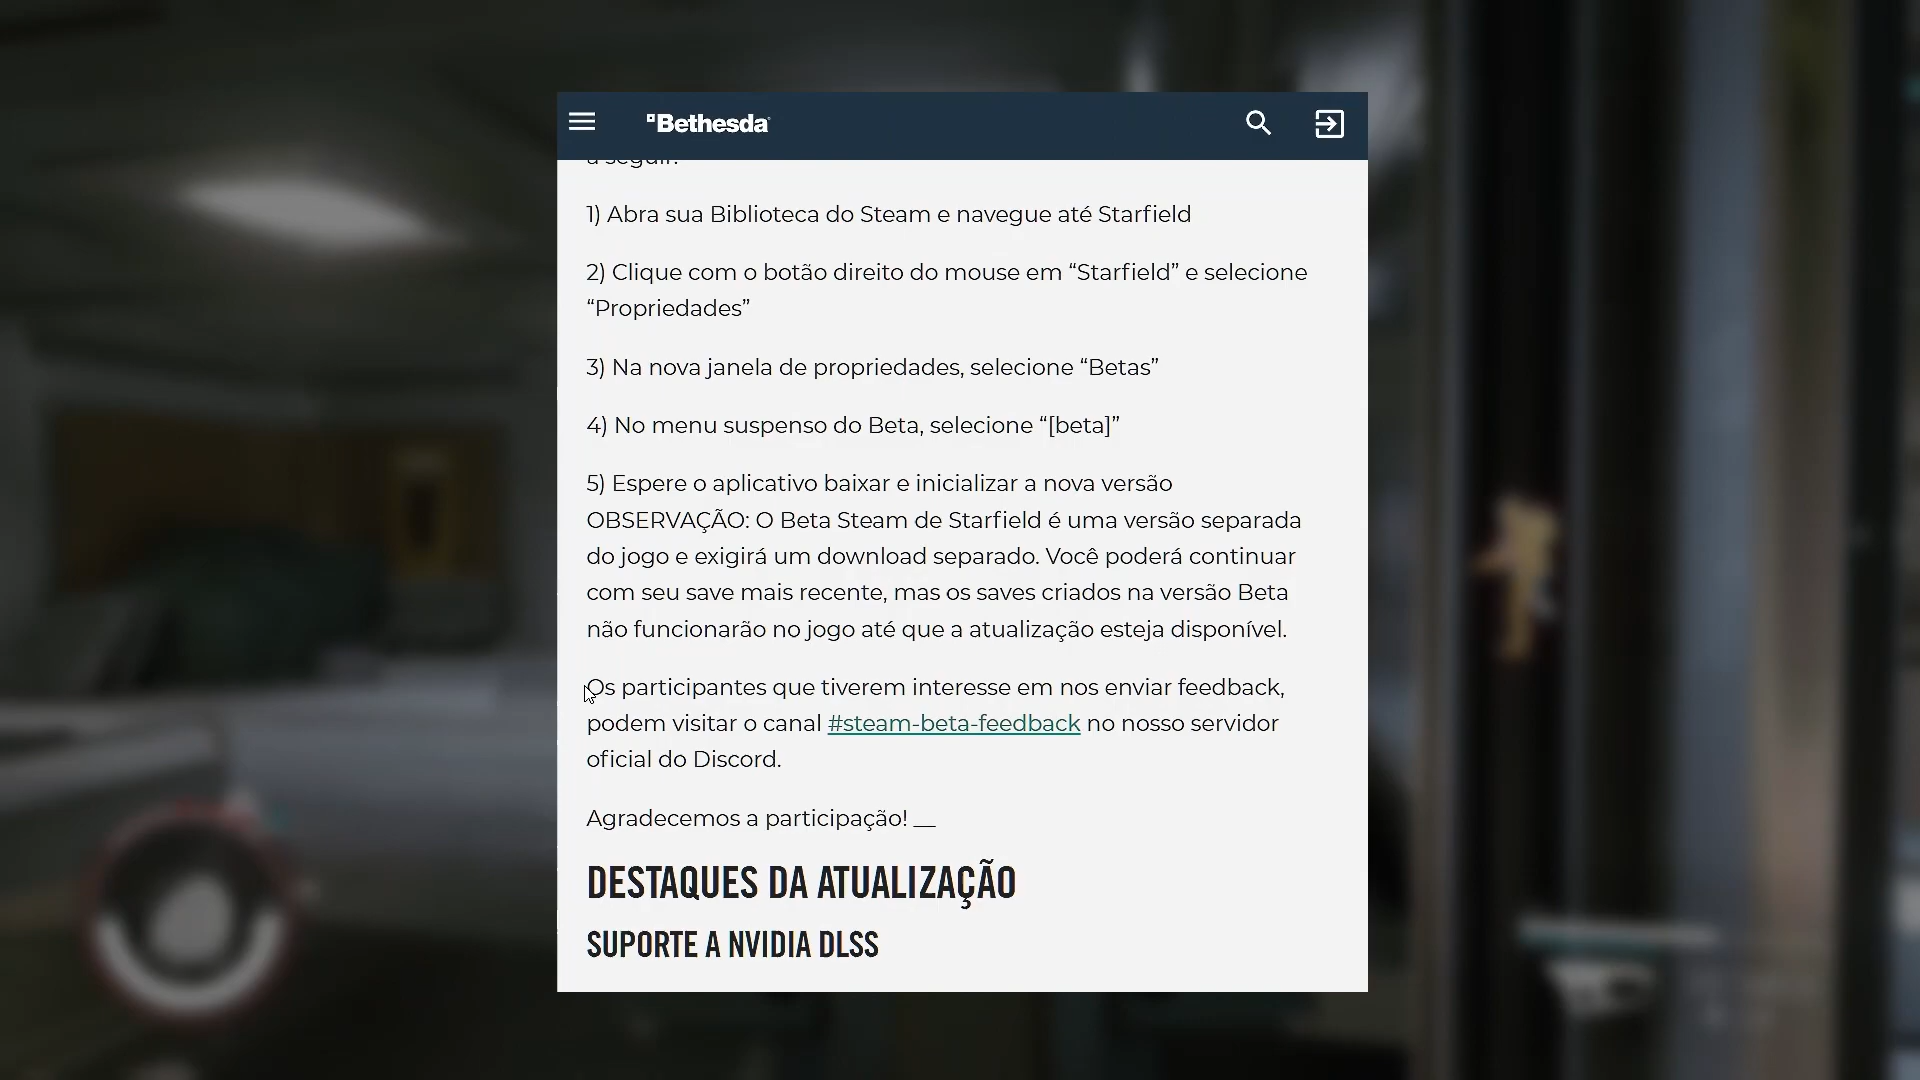 Bethesda
a seguir:
1) Abra sua Biblioteca do Steam e navegue até Starfield
2) Clique com o botão direito do mouse em “Starfield” e selecione
“Propriedades”
3) Na nova janela de propriedades, selecione “Betas”
4) No menu suspenso do Beta, selecione “[beta]”
5) Espere o aplicativo baixar e inicializar a nova versão
OBSERVAÇÃO: O Beta Steam de Starfield é uma versão separada
do jogo e exigirá um download separado. Você poderá continuar
com seu save mais recente, mas os saves criados na versão Beta
não funcionarão no jogo até que a atualização esteja disponível.
Os participantes que tiverem interesse em nos enviar feedback,
podem visitar o canal #steam-beta-feedback no nosso servidor
oficial do Discord.
Agradecemos a participação! __
DESTAQUES DA ATUALIZAÇÃO
SUPORTE A NVIDIA DLSS